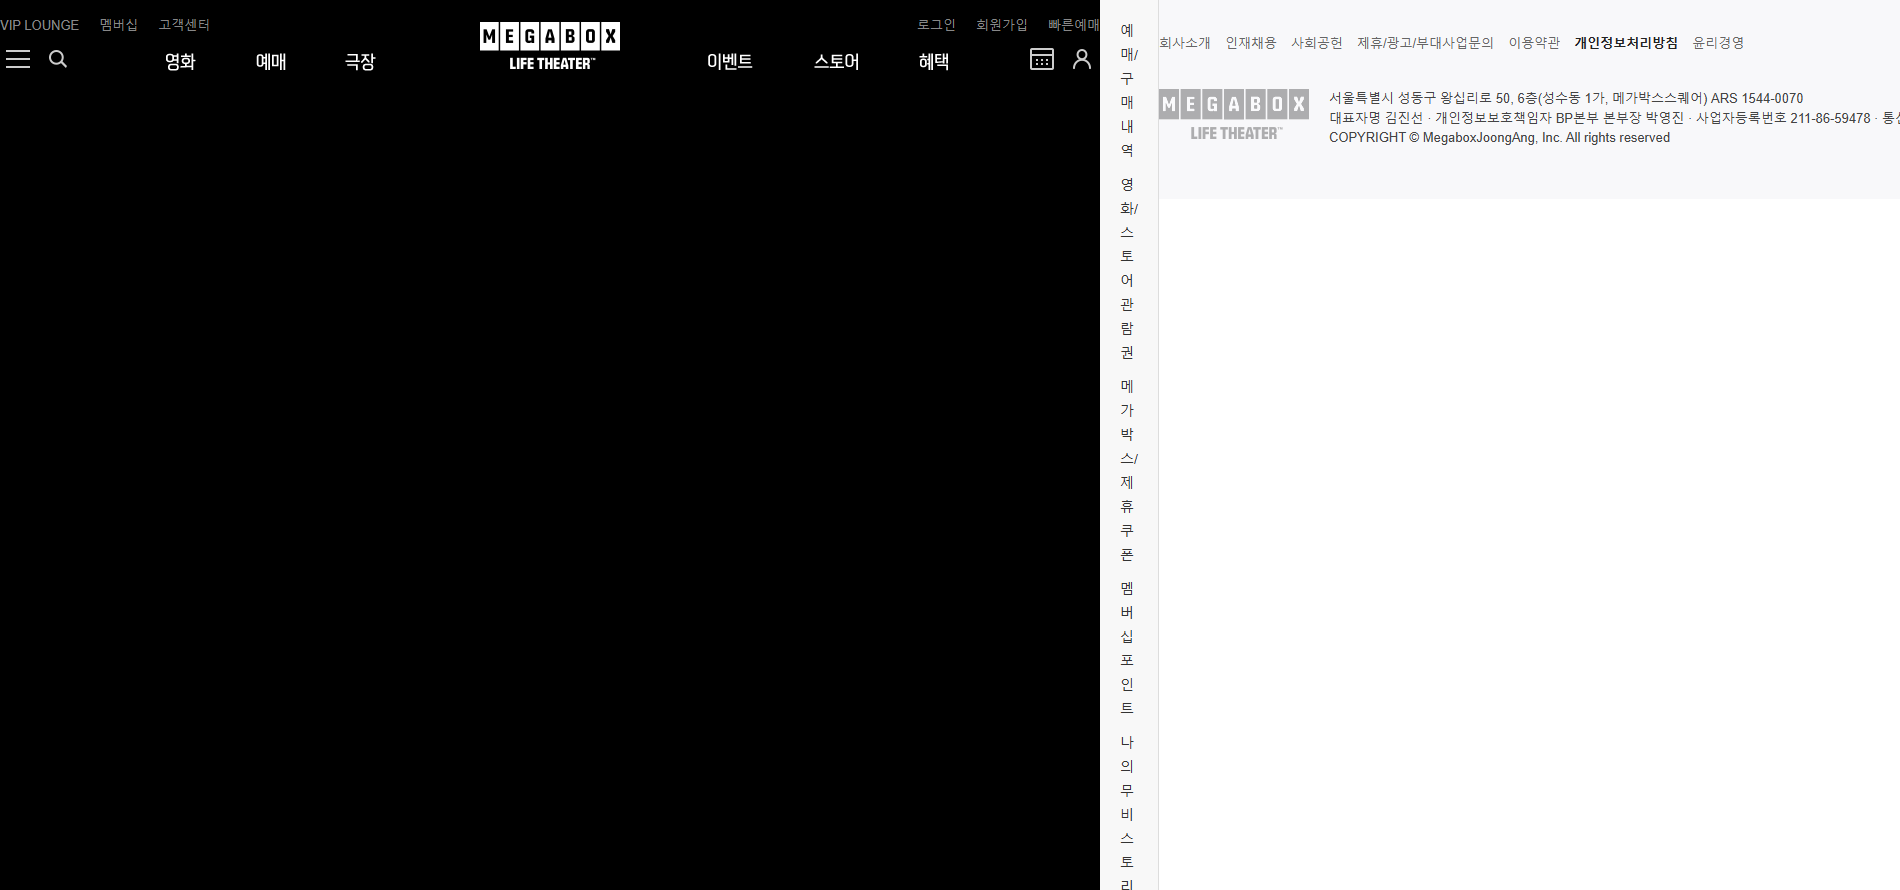 VIP LOUNGE 멤버십 고객센터
로그인 회원가입 빠른예매
MEGABOX
LIFE THEATER™
영화 예매 극장
이벤트 스토어 혜택
예
매/
구
매
내
역
영
화/
스
토
어
관
람
권
메
가
박
스/
제
휴
쿠
폰
멤
버
십
포
인
트
나
의
무
비
스
토
리
회사소개 인재채용 사회공헌 제휴/광고/부대사업문의 이용약관 개인정보처리방침 윤리경영
MEGABOX
LIFE THEATER™
서울특별시 성동구 왕십리로 50, 6층(성수동 1가, 메가박스스퀘어) ARS 1544-0070
대표자명 김진선 · 개인정보보호책임자 BP본부 본부장 박영진 · 사업자등록번호 211-86-59478 · 통신
COPYRIGHT © MegaboxJoongAng, Inc. All rights reserved